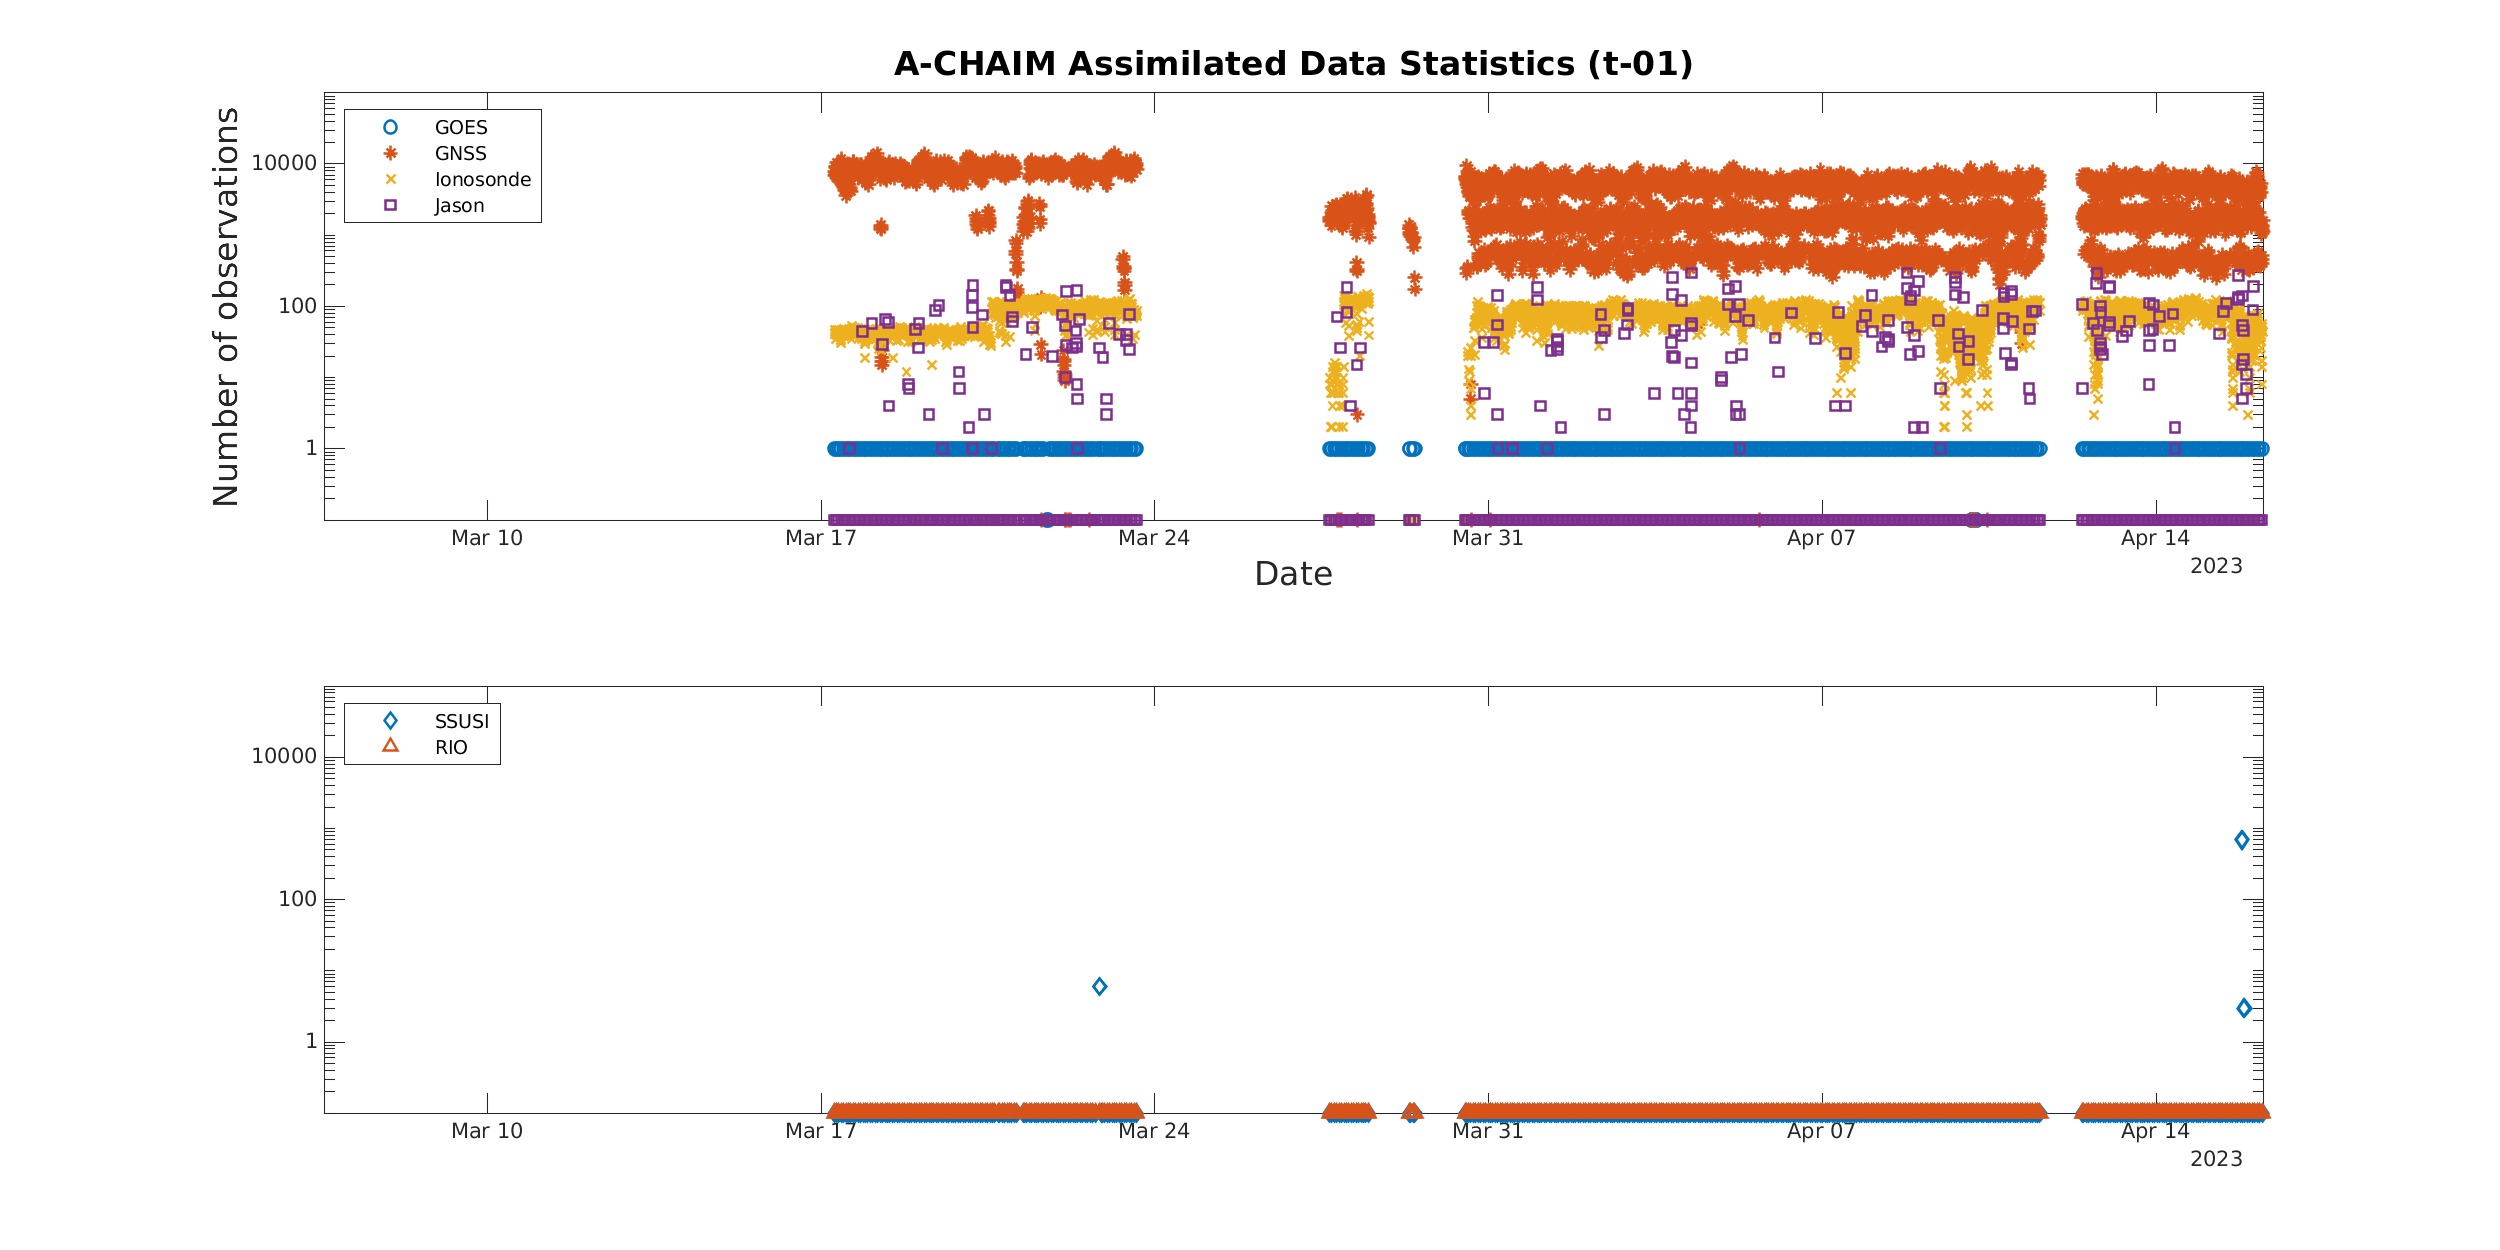 A-CHAIM Assimilated Data Statistics (t-01)
Number of observations
10000
100
1
GOES
GNSS
Ionosonde
Jason
Mar 10 Mar 17 Mar 24 Mar 31 Apr 07 Apr 14
2023
Date
10000
100
1
SSUSI
RIO
Mar 10 Mar 17 Mar 24 Mar 31 Apr 07 Apr 14
2023